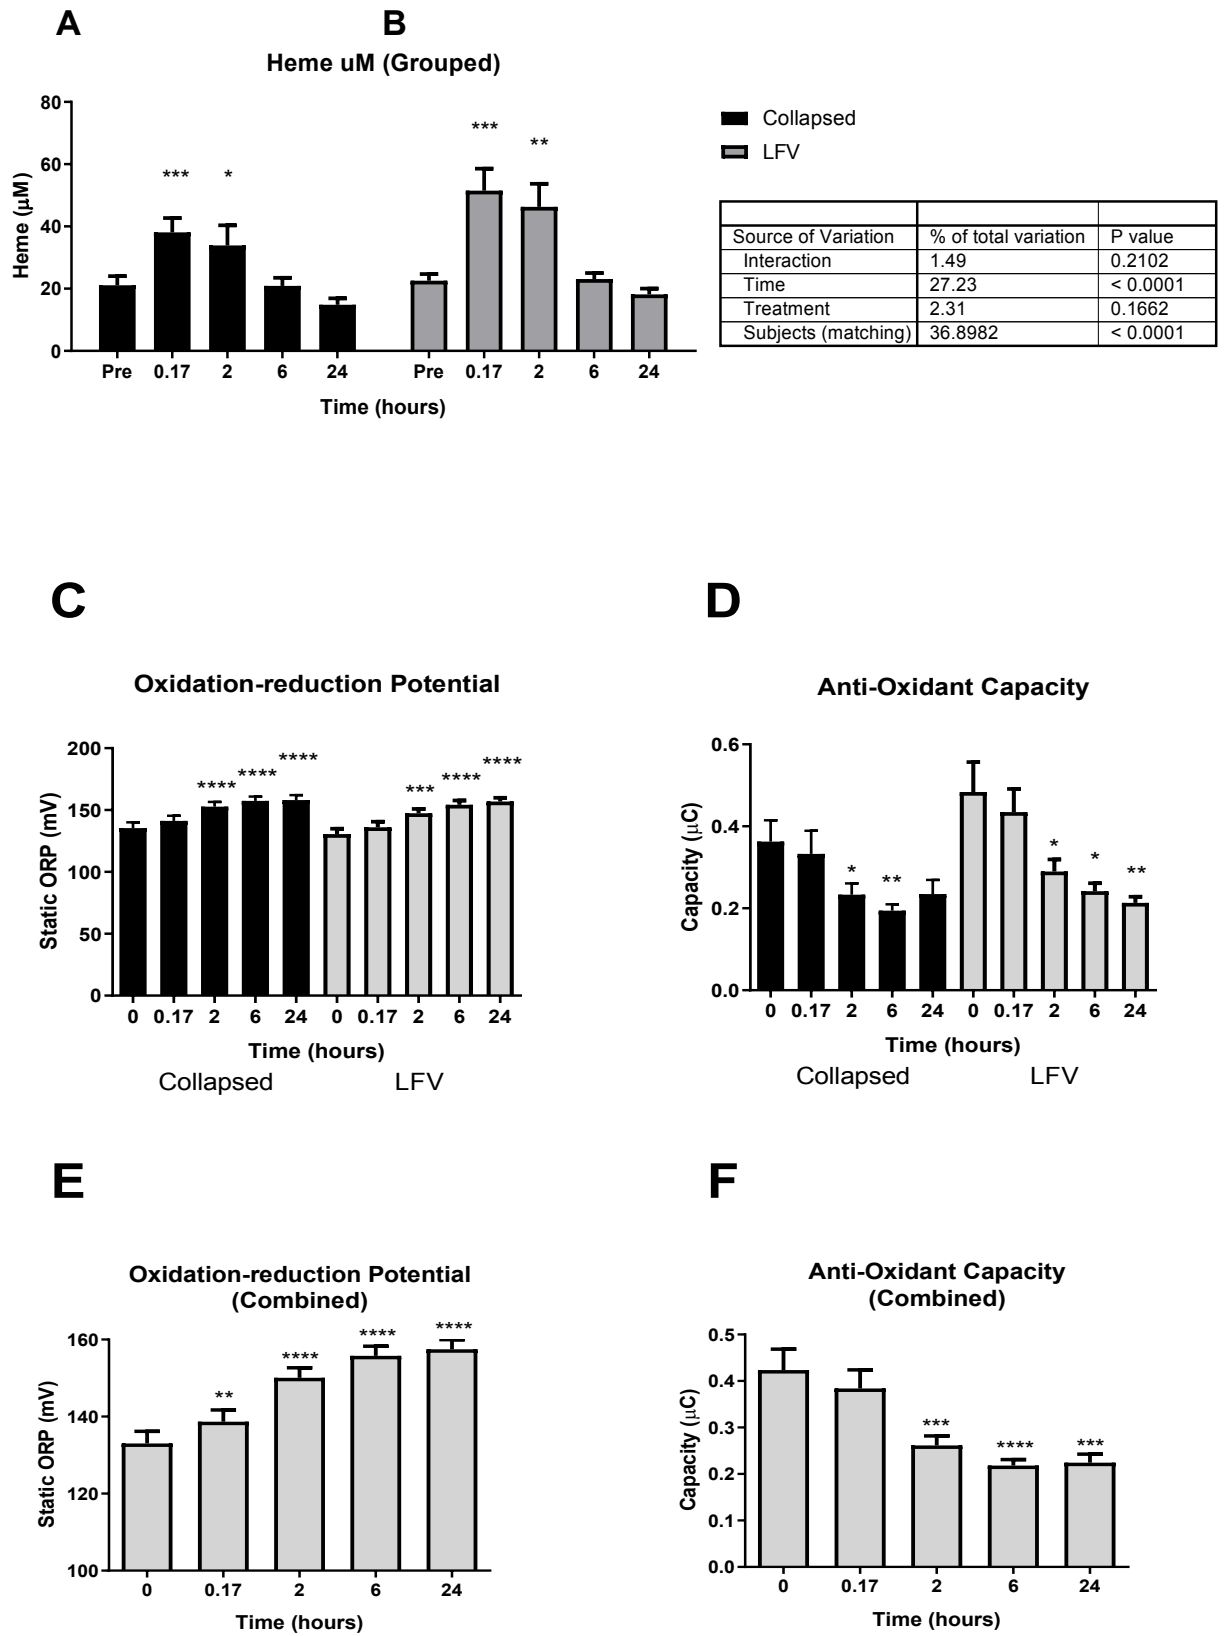 A
B
Heme uM (Grouped)
80
60
40
20
0
Heme (μM)
***
*
***
**
Pre 0.17 2 6 24 Pre 0.17 2 6 24
Time (hours)
Collapsed
LFV
Source of Variation % of total variation P value
Interaction 1.49 0.2102
Time 27.23 < 0.0001
Treatment 2.31 0.1662
Subjects (matching) 36.8982 < 0.0001
C
Oxidation-reduction Potential
200
150
100
50
0
Static ORP (mV)
****
****
****
***
****
****
0 0.17 2 6 24 0 0.17 2 6 24
Time (hours)
Collapsed LFV
D
Anti-Oxidant Capacity
0.6
0.4
0.2
0.0
Capacity (μC)
*
**
*
*
**
0 0.17 2 6 24 0 0.17 2 6 24
Time (hours)
Collapsed LFV
E
Oxidation-reduction Potential
(Combined)
160
140
120
100
Static ORP (mV)
**
****
****
****
0 0.17 2 6 24
Time (hours)
F
Anti-Oxidant Capacity
(Combined)
0.5
0.4
0.3
0.2
0.1
0.0
Capacity (μC)
***
****
***
0 0.17 2 6 24
Time (hours)